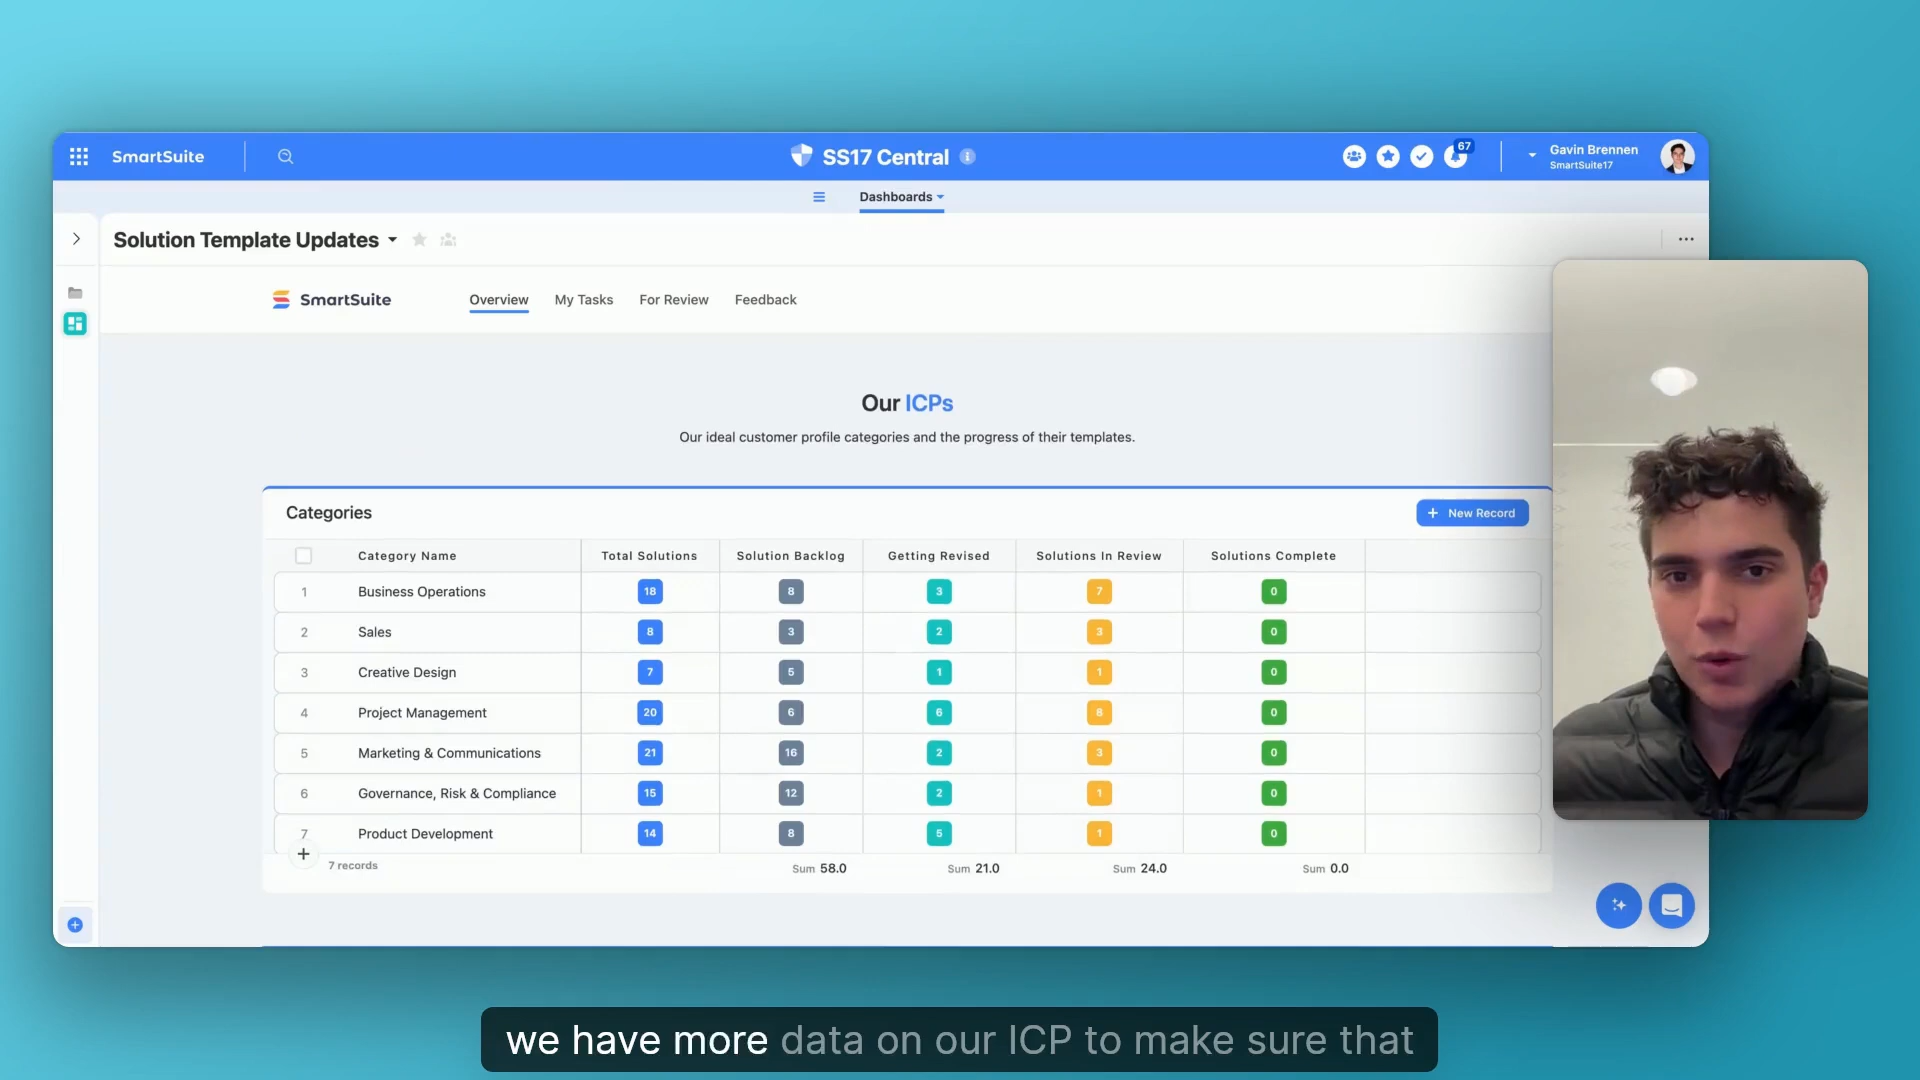 SmartSuite
SS17 Central
67
Gavin Brennen
SmartSuite17
Dashboards
Solution Template Updates
SmartSuite Overview My Tasks For Review Feedback
Our ICPs
Our ideal customer profile categories and the progress of their templates.
Categories
+ New Record
Category Name Total Solutions Solution Backlog Getting Revised Solutions In Review Solutions Complete
1 Business Operations 18 8 3 7 0
2 Sales 8 3 2 3 0
3 Creative Design 7 5 1 1 0
4 Project Management 20 6 6 8 0
5 Marketing & Communications 21 16 2 3 0
6 Governance, Risk & Compliance 15 12 2 1 0
7 Product Development 14 8 5 1 0
7 records Sum 58.0 Sum 21.0 Sum 24.0 Sum 0.0
we have more data on our ICP to make sure that